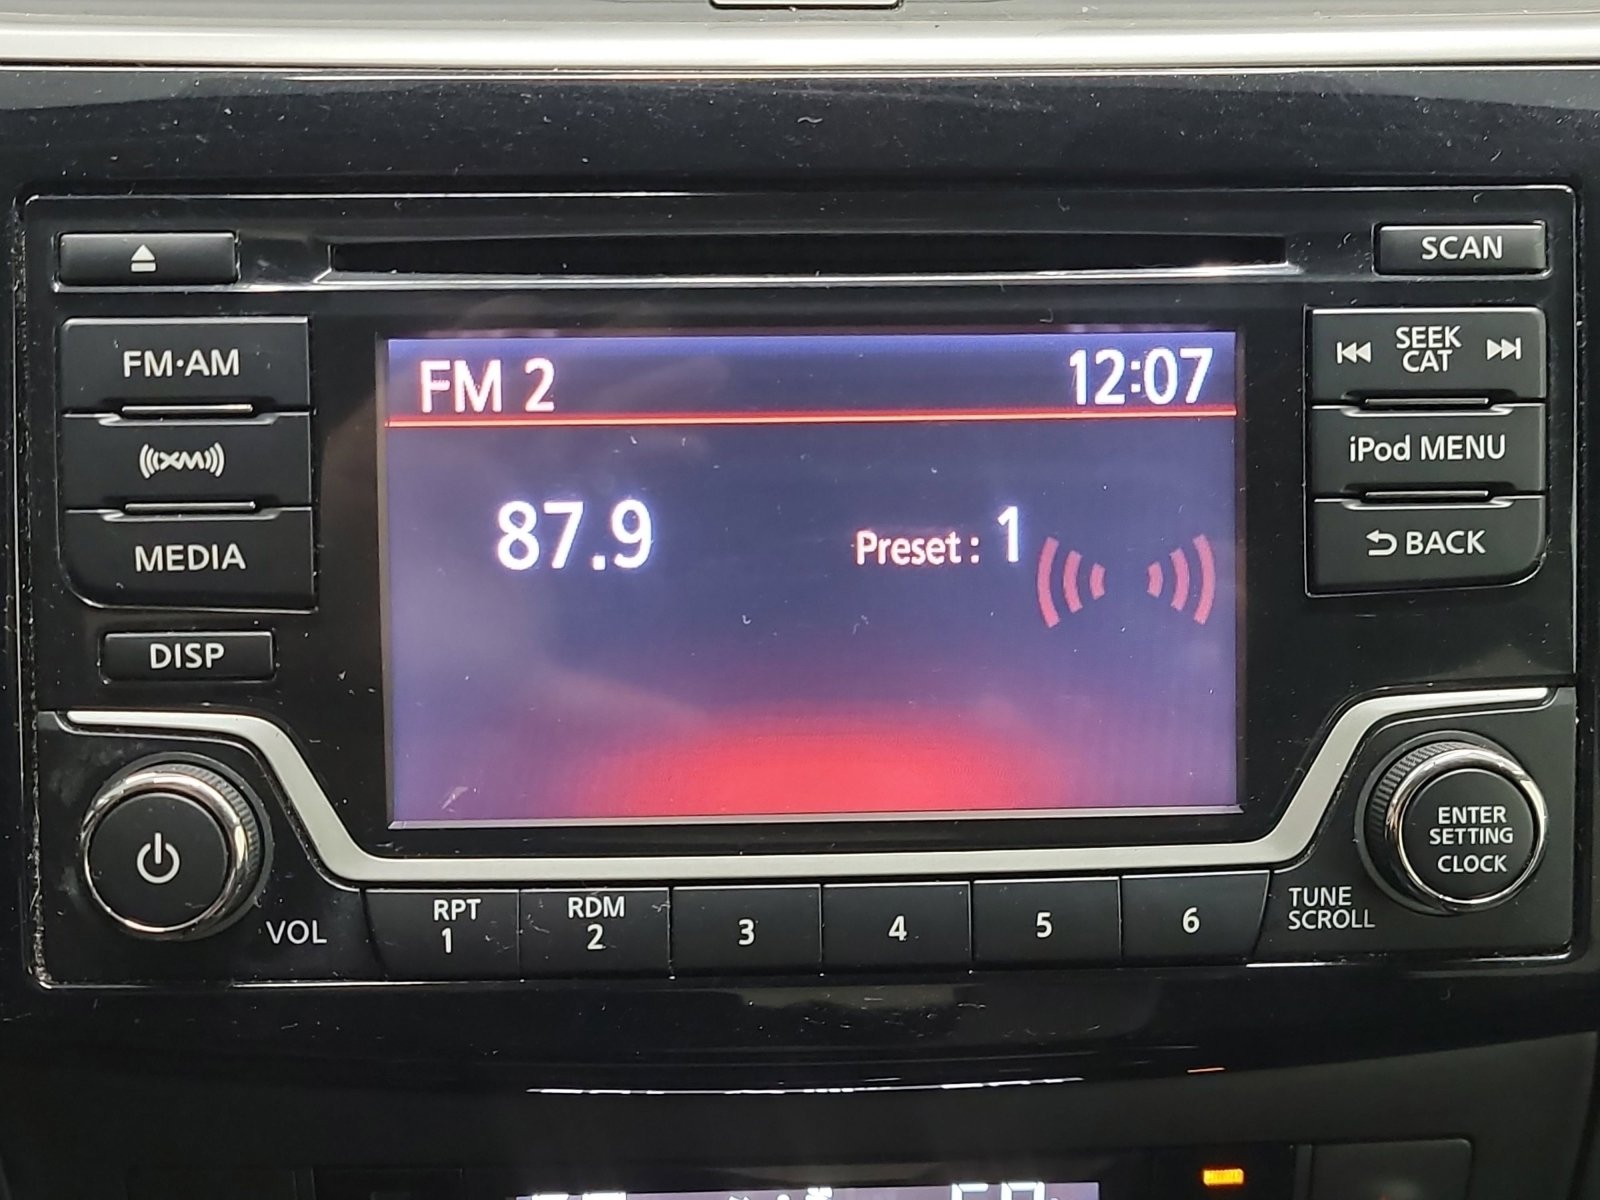 SCAN
FM·AM
SEEK
CAT
FM 2 12:07
XM
iPod MENU
87.9
Preset: 1
MEDIA
BACK
DISP
ENTER
SETTING
CLOCK
VOL
RPT
1
RDM
2
3
4
5
6
TUNE
SCROLL